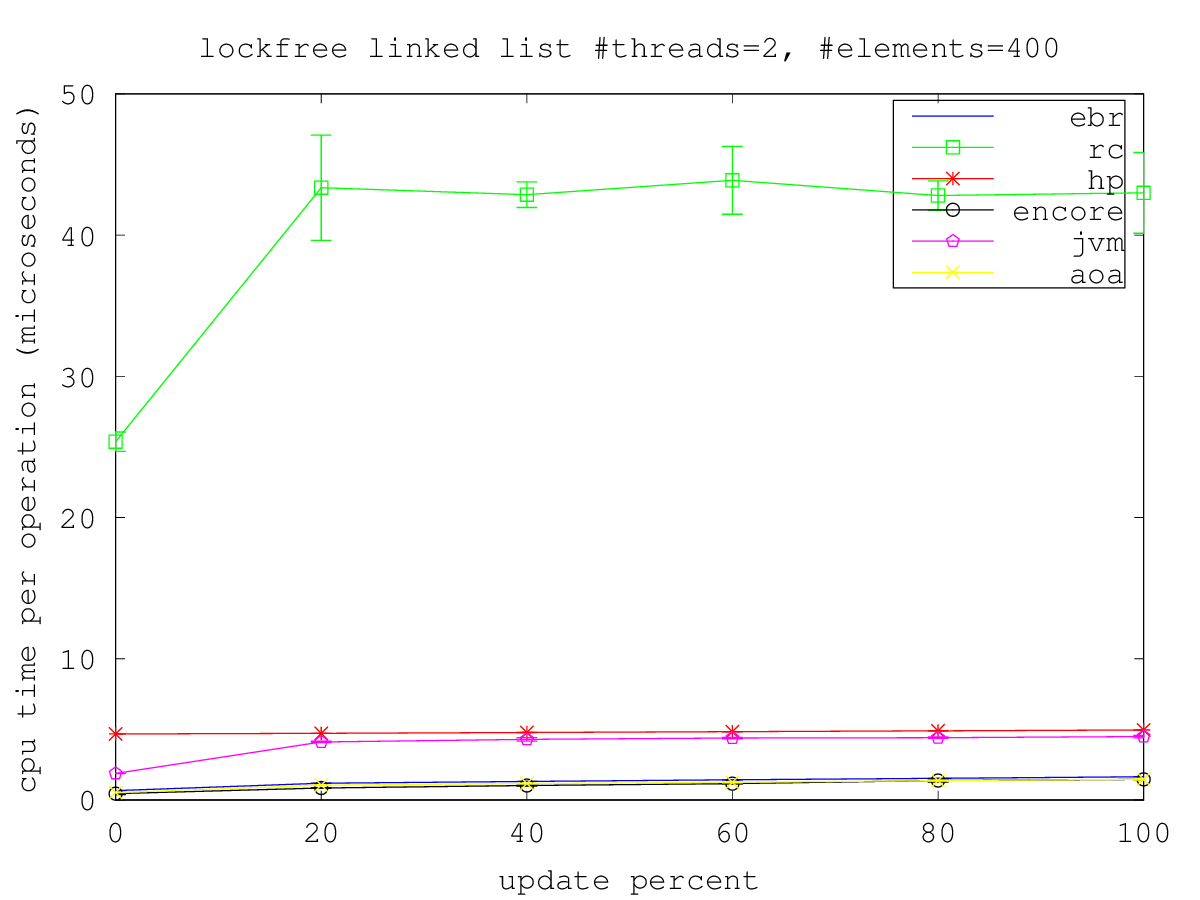 lockfree linked list #threads=2, #elements=400
cpu time per operation (microseconds)
50
40
30
20
10
0
ebr
rc
hp
encore
jvm
aoa
0 20 40 60 80 100
update percent